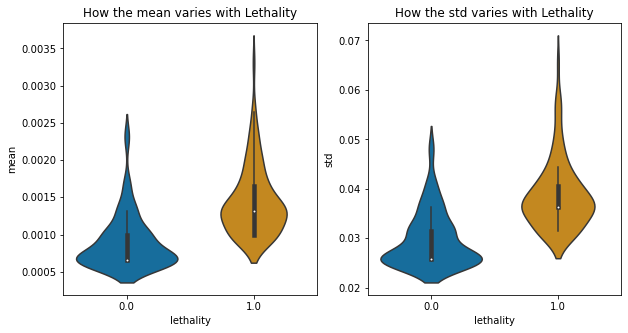 How the mean varies with Lethality
mean
0.0035
0.0030
0.0025
0.0020
0.0015
0.0010
0.0005
0.0 1.0
lethality
How the std varies with Lethality
std
0.07
0.06
0.05
0.04
0.03
0.02
0.0 1.0
lethality